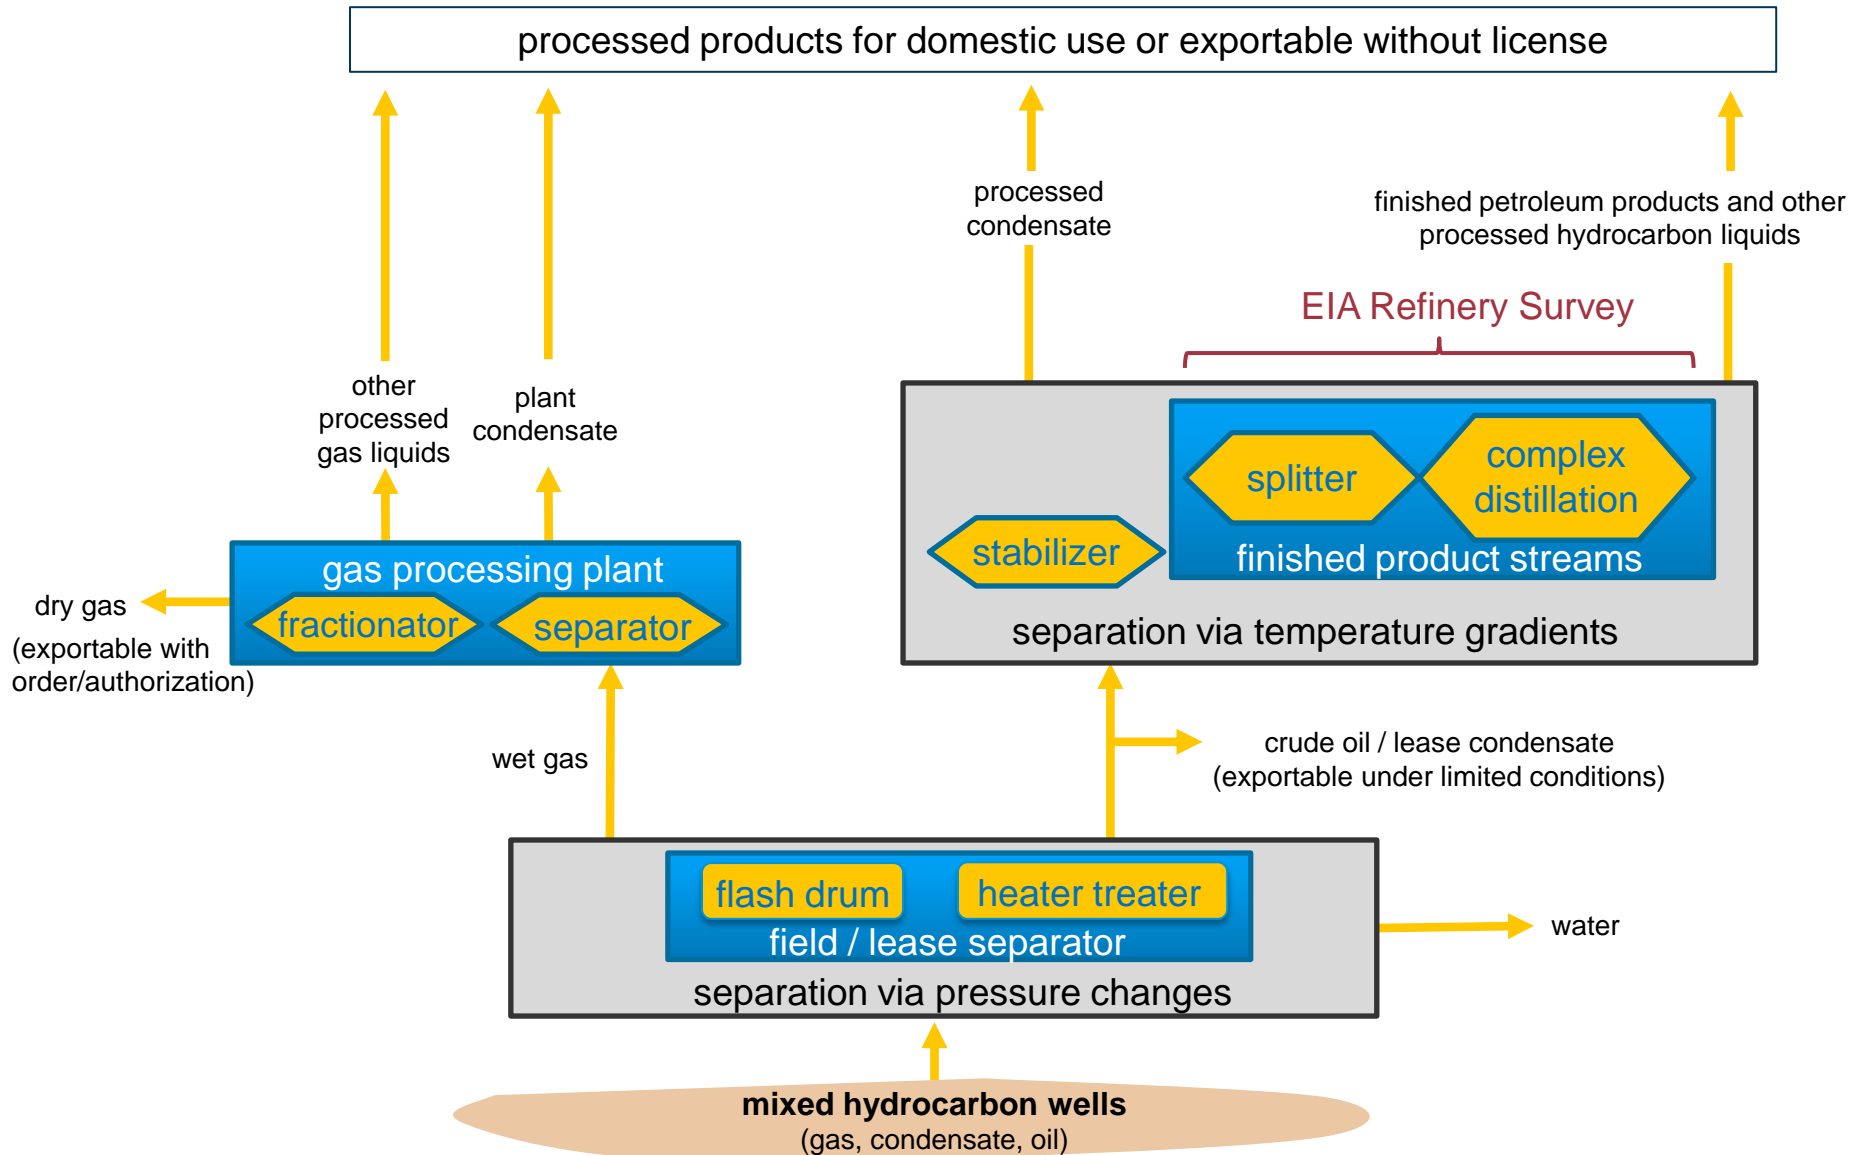 processed products for domestic use or exportable without license
processed
condensate
finished petroleum products and other
processed hydrocarbon liquids
EIA Refinery Survey
other
processed
gas liquids
plant
condensate
splitter
complex
distillation
stabilizer
finished product streams
separation via temperature gradients
gas processing plant
fractionator
separator
dry gas
(exportable with
order/authorization)
wet gas
crude oil / lease condensate
(exportable under limited conditions)
flash drum
heater treater
field / lease separator
separation via pressure changes
water
mixed hydrocarbon wells
(gas, condensate, oil)